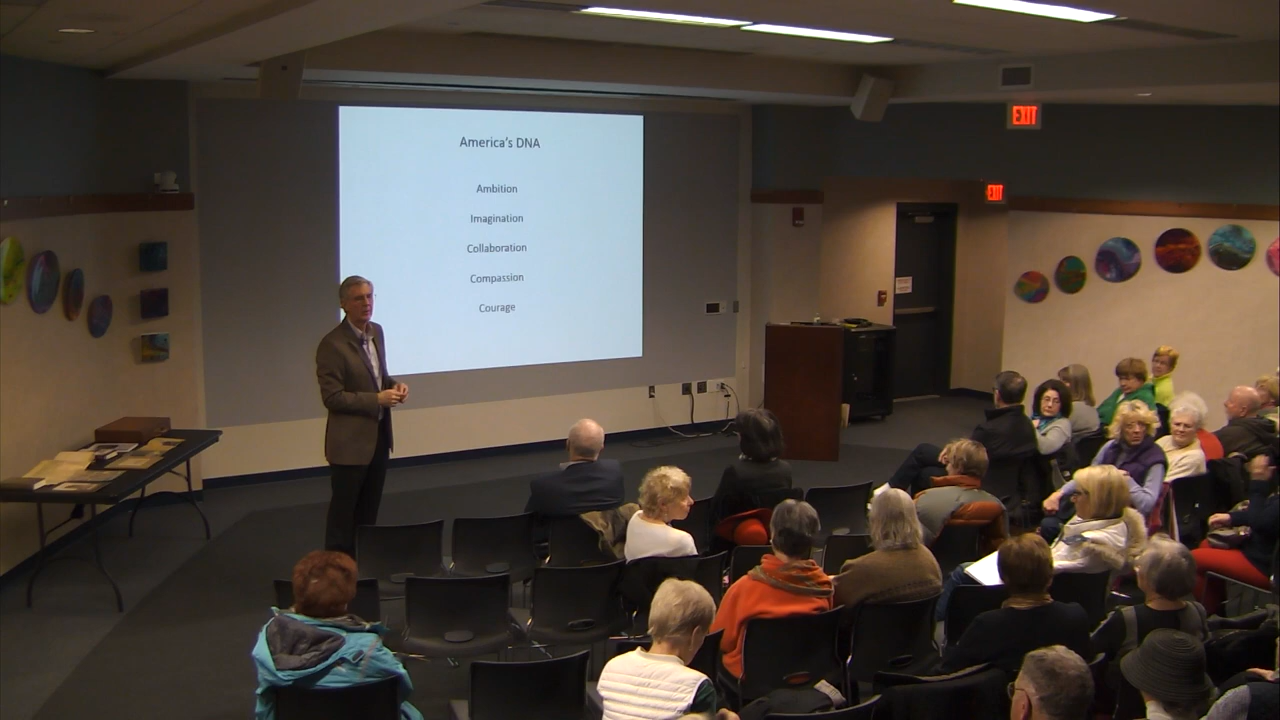 America's DNA
Ambition
Imagination
Collaboration
Compassion
Courage
EXIT
EXIT